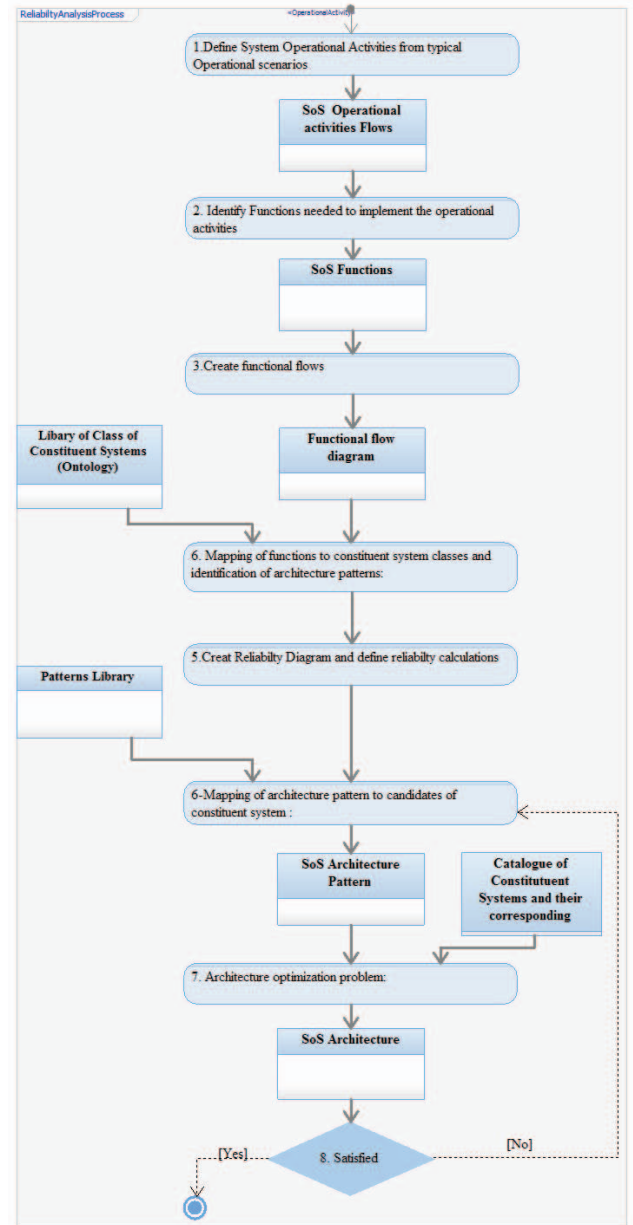 ReliabiltyAnalysisProcess
«OperationalActivity»
1.Define System Operational Activities from typical
Operational scenarios
SoS Operational
activities Flows
2. Identify Functions needed to implement the operational
activities
SoS Functions
3.Create functional flows
Libary of Class of
Constituent Systems
(Ontology)
Functional flow
diagram
6. Mapping of functions to constituent system classes and
identification of architecture patterns:
5.Creat Reliabilty Diagram and define reliabilty calculations
Patterns Library
6-Mapping of architecture pattern to candidates of
constituent system :
SoS Architecture
Pattern
Catalogue of
Constitutuent
Systems and their
corresponding
7. Architecture optimization problem:
SoS Architecture
8. Satisfied
[Yes]
[No]